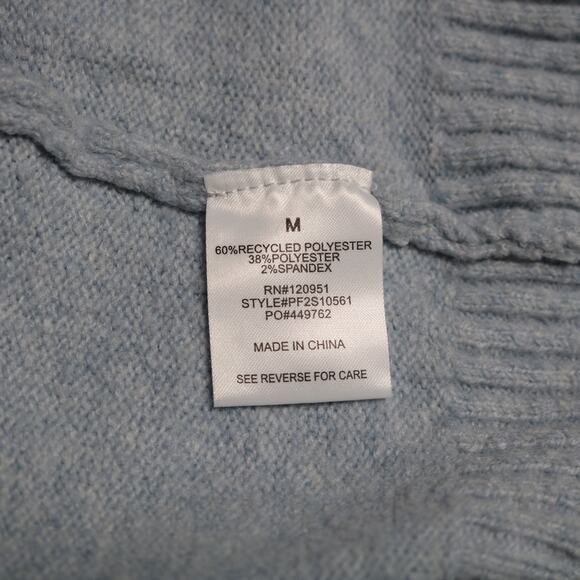 M
60%RECYCLED POLYESTER
38%POLYESTER
2%SPANDEX
RN#120951
STYLE#PF2S10561
PO#449762
MADE IN CHINA
SEE REVERSE FOR CARE